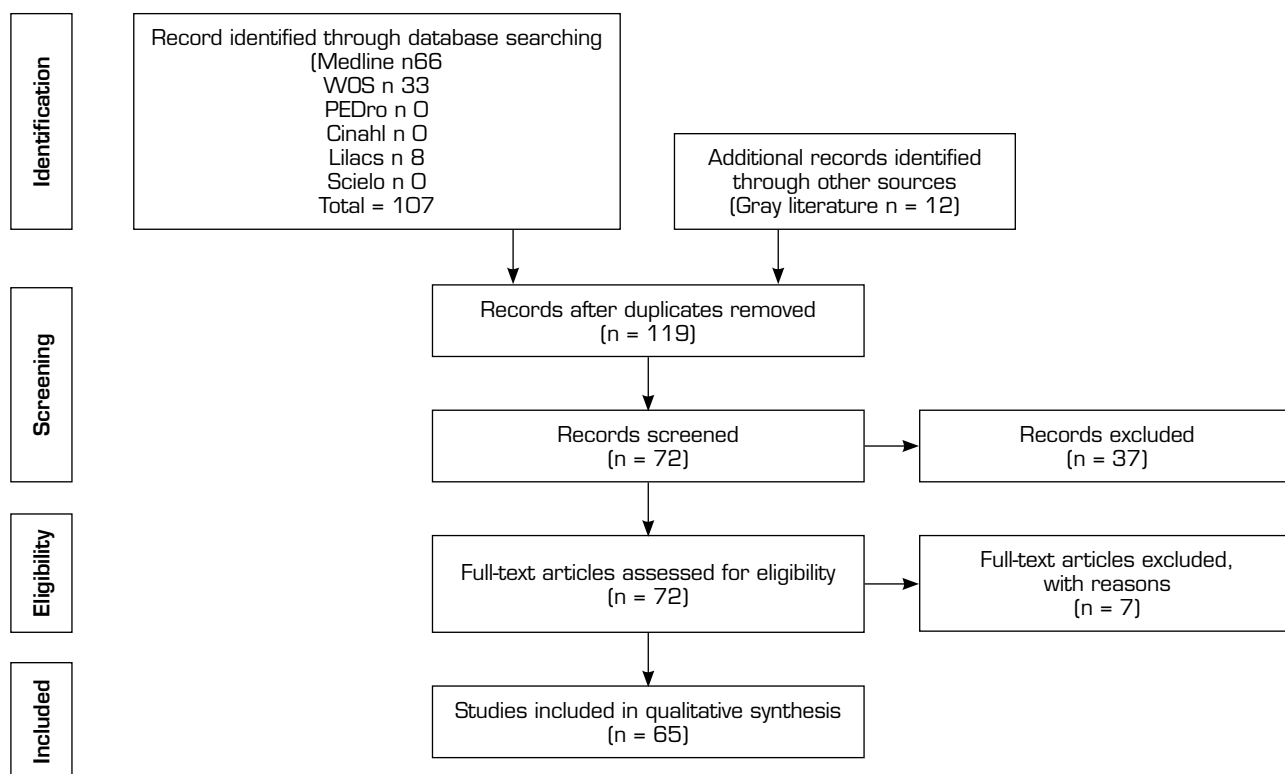 Identification
Record identified through database searching
(Medline n66
WOS n 33
PEDro n 0
Cinahl n 0
Lilacs n 8
Scielo n 0
Total = 107
Additional records identified
through other sources
(Gray literature n = 12)
Screening
Records after duplicates removed
(n = 119)
Records screened
(n = 72)
Records excluded
(n = 37)
Eligibility
Full-text articles assessed for eligibility
(n = 72)
Full-text articles excluded,
with reasons
(n = 7)
Included
Studies included in qualitative synthesis
(n = 65)